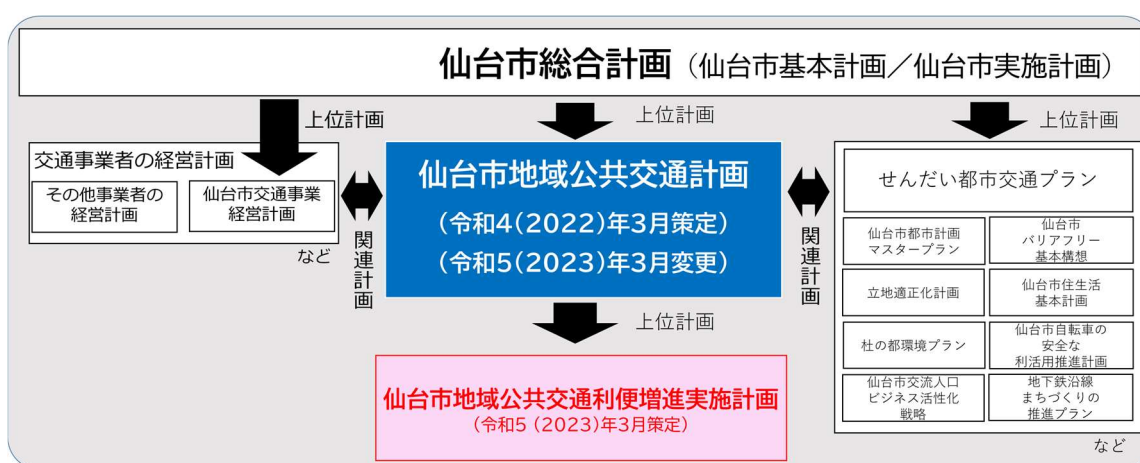 仙台市総合計画（仙台市基本計画／仙台市実施計画）
上位計画
上位計画
上位計画
交通事業者の経営計画
その他事業者の
経営計画
仙台市交通事業
経営計画
など
関連計画
仙台市地域公共交通計画
（令和4（2022）年3月策定）
（令和5（2023）年3月変更）
関連計画
せんだい都市交通プラン
仙台市都市計画
マスタープラン
仙台市
バリアフリー
基本構想
立地適正化計画
仙台市住生活
基本計画
杜の都環境プラン
仙台市自転車の
安全な
利活用推進計画
仙台市交流人口
ビジネス活性化
戦略
地下鉄沿線
まちづくりの
推進プラン
など
上位計画
仙台市地域公共交通利便増進実施計画
（令和5 （2023）年3月策定）